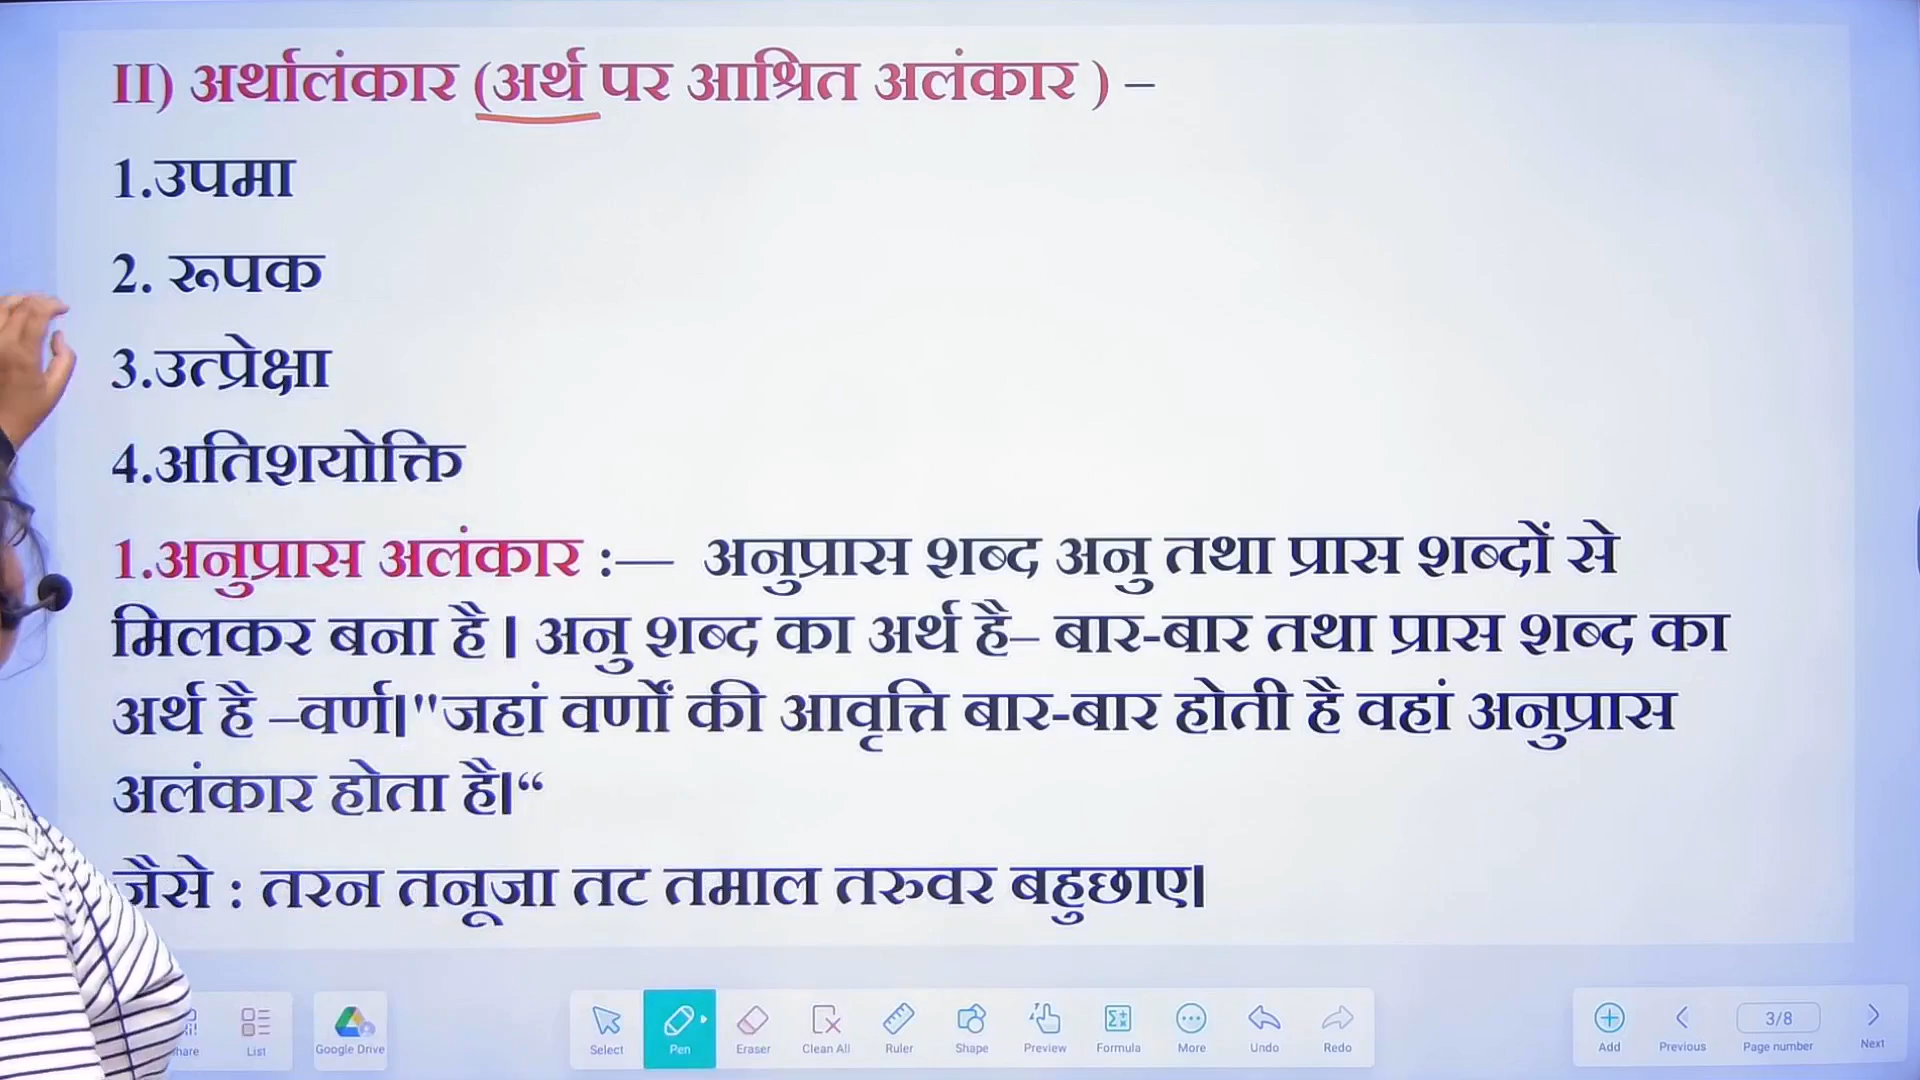 II) अर्थालंकार (अर्थ पर आश्रित अलंकार ) –
1.उपमा
2. रूपक
3.उत्प्रेक्षा
4.अतिशयोक्ति
1.अनुप्रास अलंकार :— अनुप्रास शब्द अनु तथा प्रास शब्दों से
मिलकर बना है । अनु शब्द का अर्थ है– बार-बार तथा प्रास शब्द का
अर्थ है –वर्ण।"जहां वर्णों की आवृत्ति बार-बार होती है वहां अनुप्रास
अलंकार होता है।“
जैसे : तरन तनूजा तट तमाल तरुवर बहुछाए।
List Google Drive Select Pen Eraser Clean All Ruler Shape Preview Formula More Undo Redo Add Previous 3/8 Page number Next